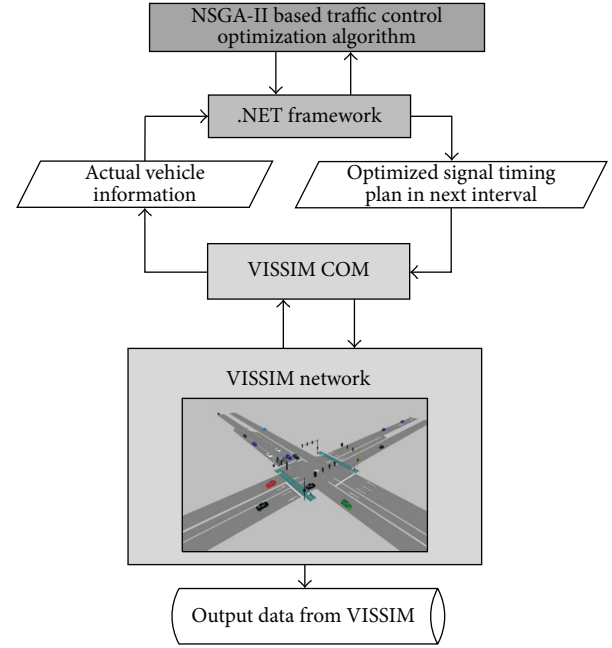 NSGA-II based traffic control
optimization algorithm
.NET framework
Actual vehicle
information
Optimized signal timing
plan in next interval
VISSIM COM
VISSIM network
Output data from VISSIM